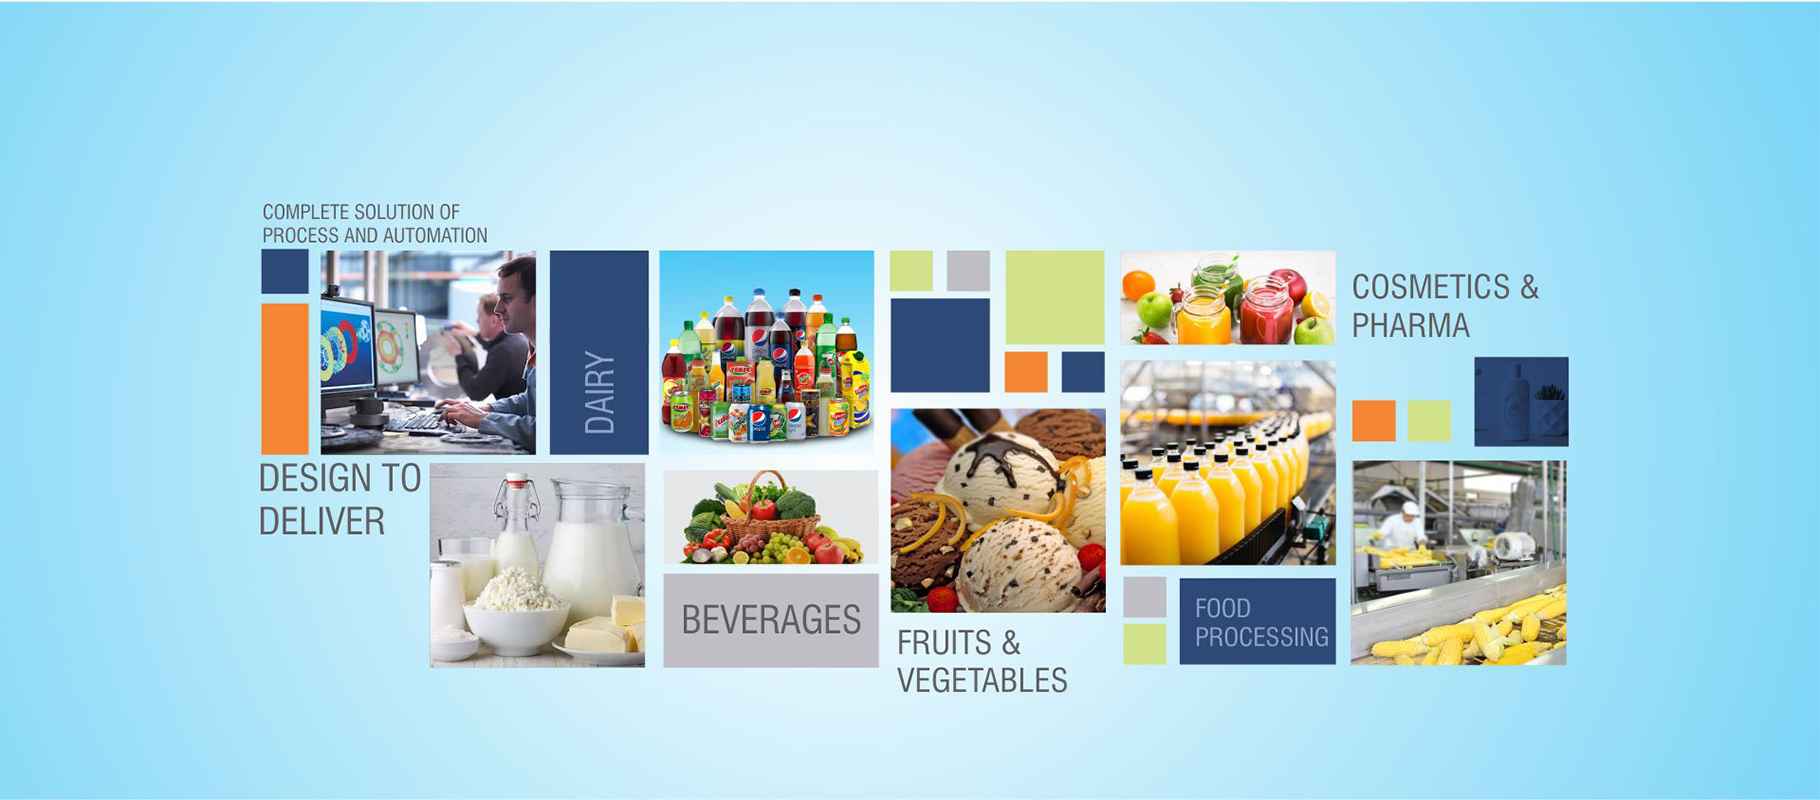 COMPLETE SOLUTION OF
PROCESS AND AUTOMATION
DESIGN TO
DELIVER
DAIRY
BEVERAGES
FRUITS &
VEGETABLES
FOOD
PROCESSING
COSMETICS &
PHARMA